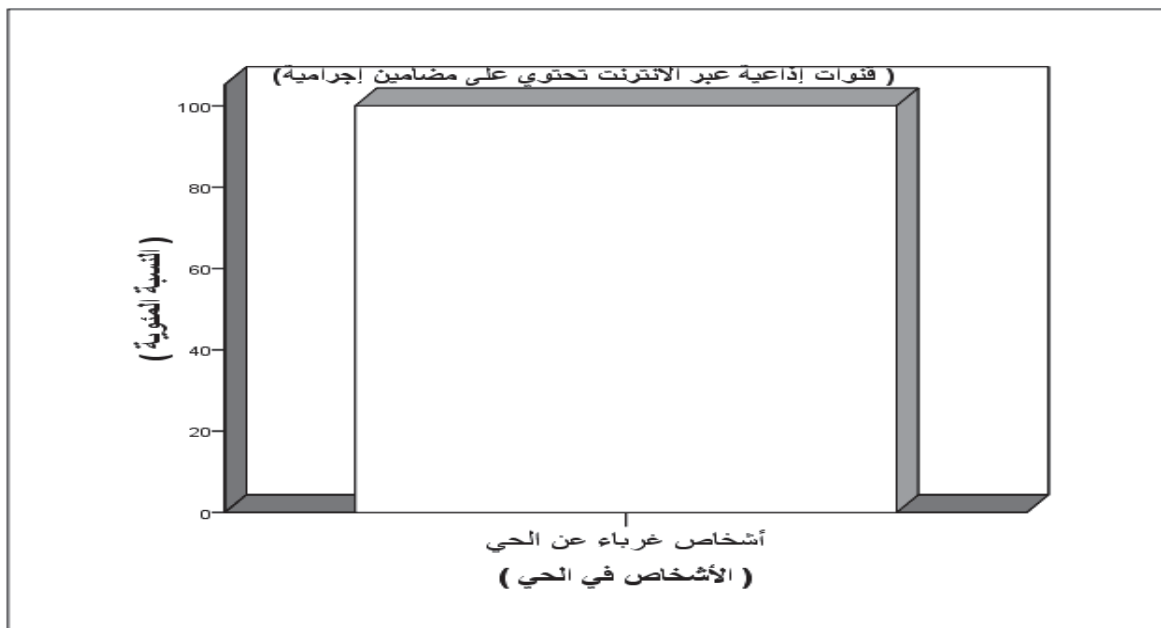 ( قنوات إذاعية عبر الانترنت تحتوي على مضامين إجرامية)
100
80
60
40
20
0
( النسبة المئوية )
أشخاص غرباء عن الحي
( الأشخاص في الحي )